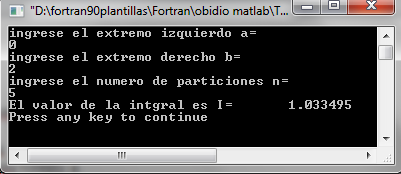 "D:\fortran90plantillas\Fortran\obidio matlab\T...
ingrese el extremo izquierdo a=
0
ingrese el extremo derecho b=
2
ingrese el numero de particiones n=
5
El valor de la intgral es I=        1.033495
Press any key to continue